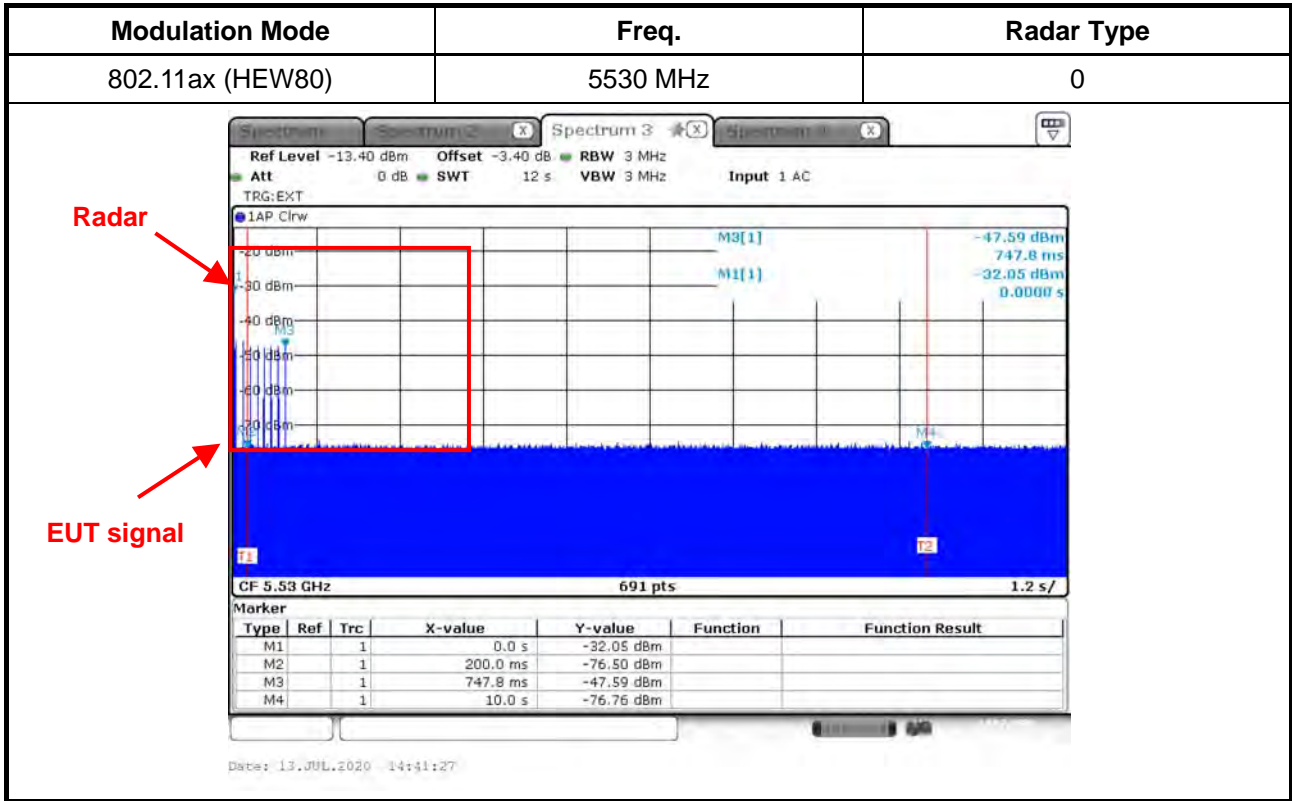 Modulation Mode Freq. Radar Type
802.11ax (HEW80) 5530 MHz 0
Spectrum Spectrum 2 X Spectrum 3 X X
Ref Level -13.40 dBm Offset -3.40 dB RBW 3 MHz
Att 0 dB SWT 12 s VBW 3 MHz Input 1 AC
TRG:EXT
1AP Clrw
Radar
M3[1] -47.59 dBm
747.8 ms
M1[1] -32.05 dBm
0.0000 s
-20 dBm
-30 dBm
-40 dBm
M3
-50 dBm
-60 dBm
-70 dBm
M2
M4
EUT signal
T1
T2
CF 5.53 GHz 691 pts 1.2 s/
Marker
Type Ref Trc X-value Y-value Function Function Result
M1 1 0.0 s -32.05 dBm
M2 1 200.0 ms -76.50 dBm
M3 1 747.8 ms -47.59 dBm
M4 1 10.0 s -76.76 dBm
Date: 13.JUL.2020 14:41:27